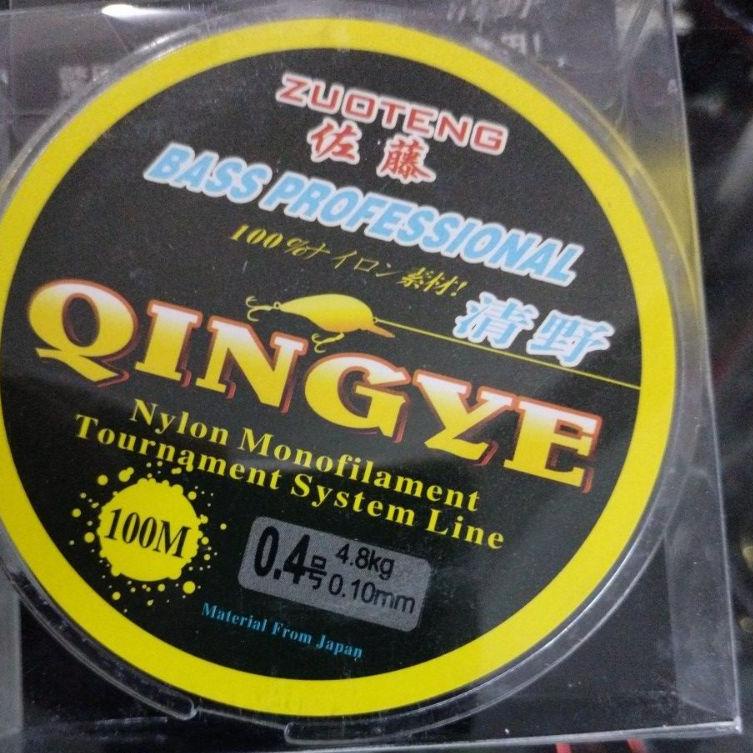 ZUOTENG
佐藤
BASS PROFESSIONAL
100%ナイロン素材!
清野
QINGYE
Nylon Monofilament
Tournament System Line
100M
0.4号
4.8kg
0.10mm
Material From Japan